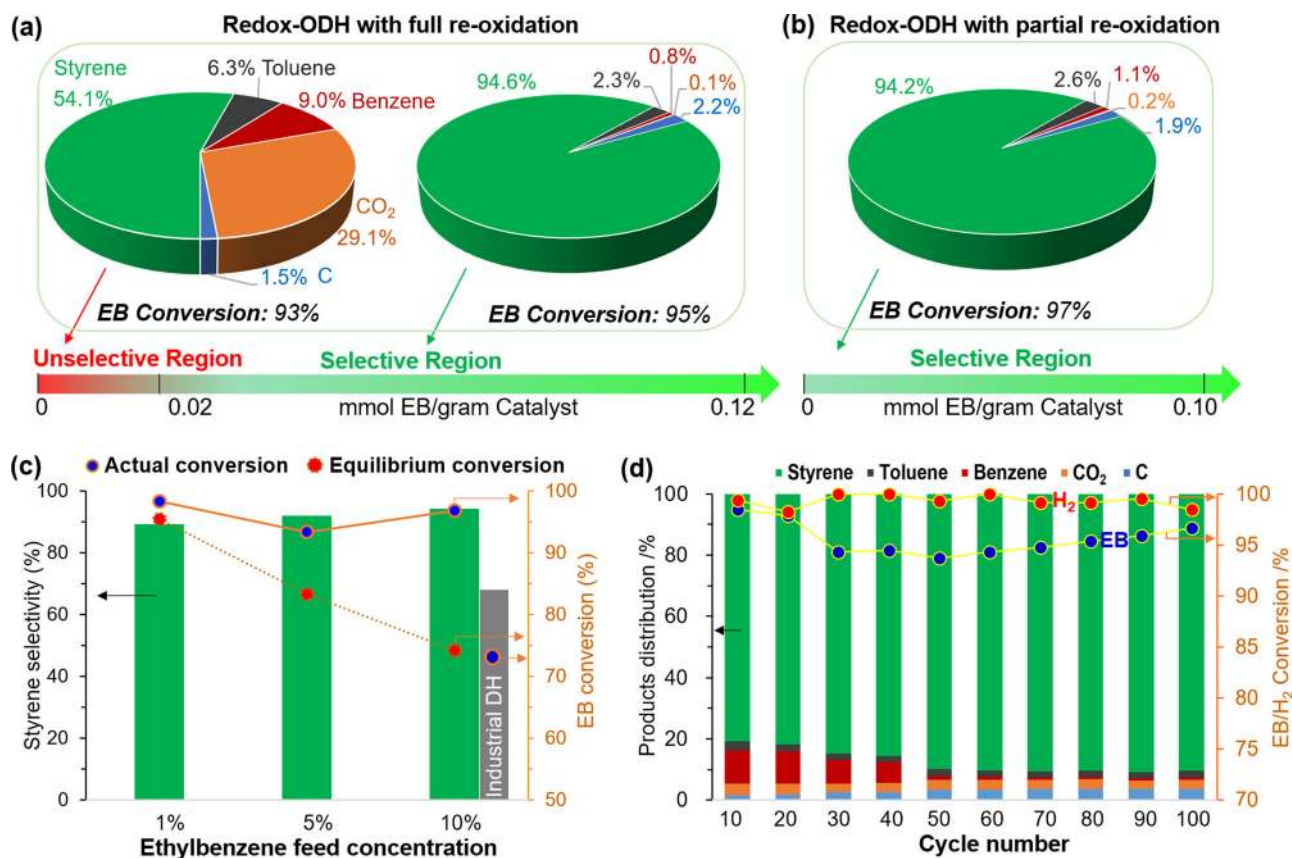 (a)
Redox-ODH with full re-oxidation
Styrene
54.1%
6.3% Toluene
9.0% Benzene
CO2
29.1%
1.5% C
EB Conversion: 93%
94.6%
2.3%
0.8%
0.1%
2.2%
EB Conversion: 95%
Unselective Region
Selective Region
0
0.02
mmol EB/gram Catalyst
0.12
(b)
Redox-ODH with partial re-oxidation
94.2%
2.6%
1.1%
0.2%
1.9%
EB Conversion: 97%
Selective Region
0
mmol EB/gram Catalyst
0.10
(c)
Actual conversion
Equilibrium conversion
Styrene selectivity (%)
100
80
60
40
20
0
100
90
80
70
60
50
EB conversion (%)
Industrial DH
1%
5%
10%
Ethylbenzene feed concentration
(d)
Styrene
Toluene
Benzene
CO2
C
Products distribution /%
100
80
60
40
20
0
H2
EB
100
95
90
85
80
75
70
EB/H2 Conversion /%
10
20
30
40
50
60
70
80
90
100
Cycle number